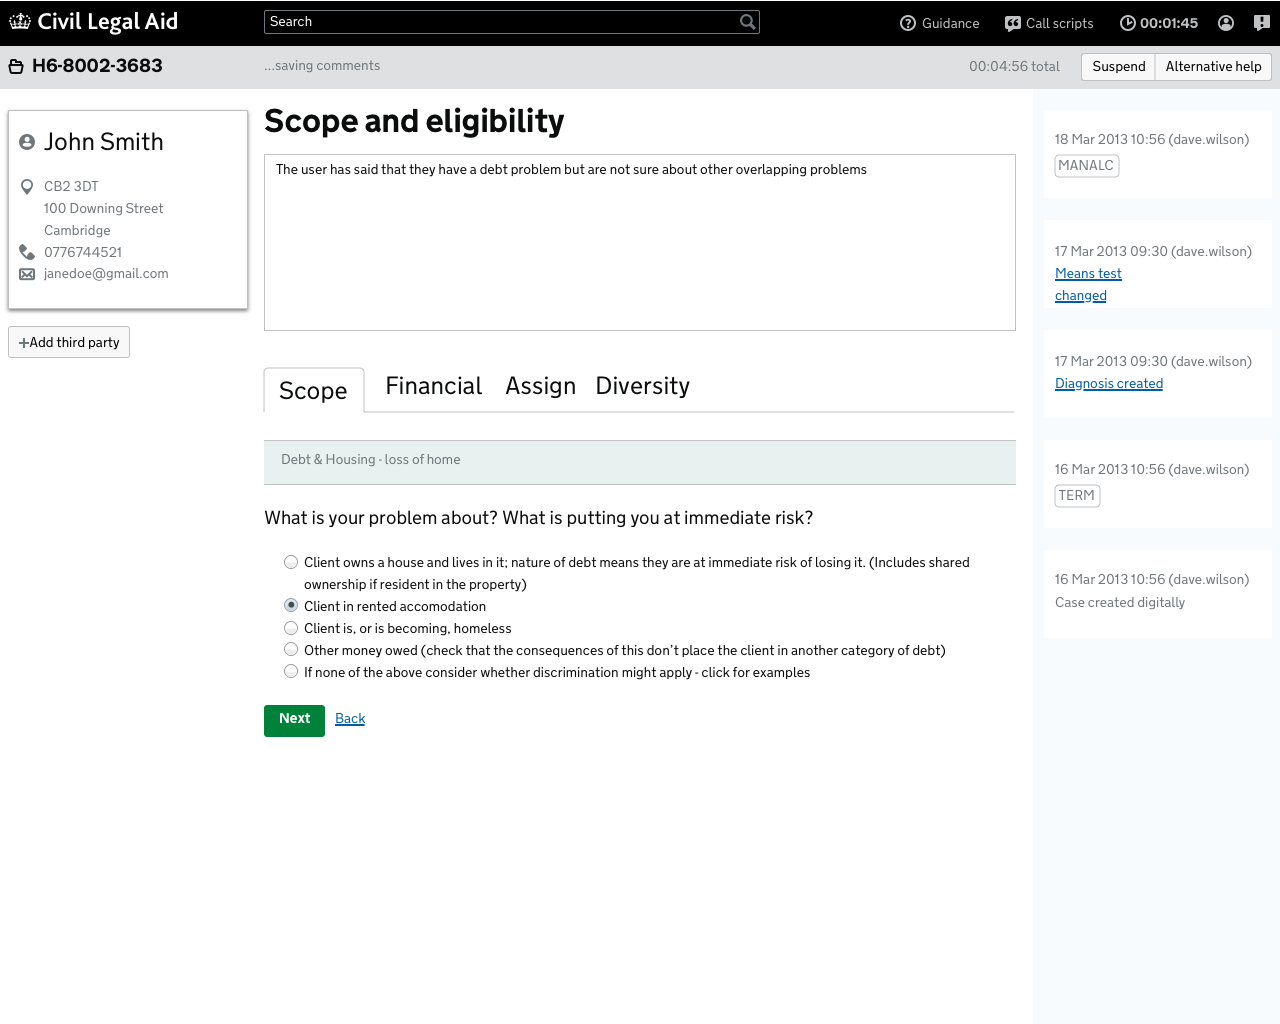 Civil Legal Aid
Search
Guidance
Call scripts
00:01:45
H6-8002-3683
...saving comments
00:04:56 total
Suspend
Alternative help
John Smith
CB2 3DT
100 Downing Street
Cambridge
0776744521
janedoe@gmail.com
+Add third party
Scope and eligibility
The user has said that they have a debt problem but are not sure about other overlapping problems
Scope
Financial
Assign
Diversity
Debt & Housing - loss of home
What is your problem about? What is putting you at immediate risk?
Client owns a house and lives in it; nature of debt means they are at immediate risk of losing it. (Includes shared
ownership if resident in the property)
Client in rented accomodation
Client is, or is becoming, homeless
Other money owed (check that the consequences of this don't place the client in another category of debt)
If none of the above consider whether discrimination might apply - click for examples
Next
Back
18 Mar 2013 10:56 (dave.wilson)
MANALC
17 Mar 2013 09:30 (dave.wilson)
Means test
changed
17 Mar 2013 09:30 (dave.wilson)
Diagnosis created
16 Mar 2013 10:56 (dave.wilson)
TERM
16 Mar 2013 10:56 (dave.wilson)
Case created digitally